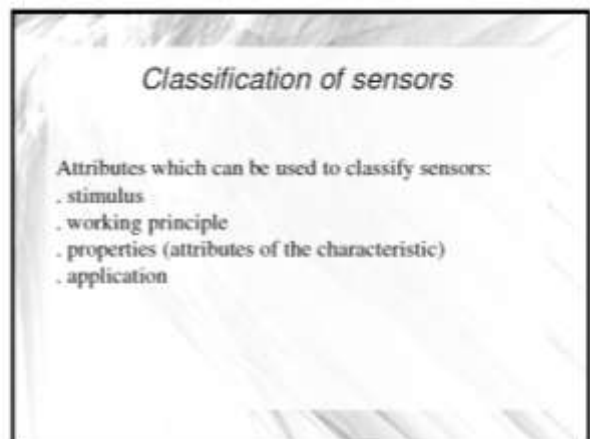 Classification of sensors
Attributes which can be used to classify sensors:
. stimulus
. working principle
. properties (attributes of the characteristic)
. application